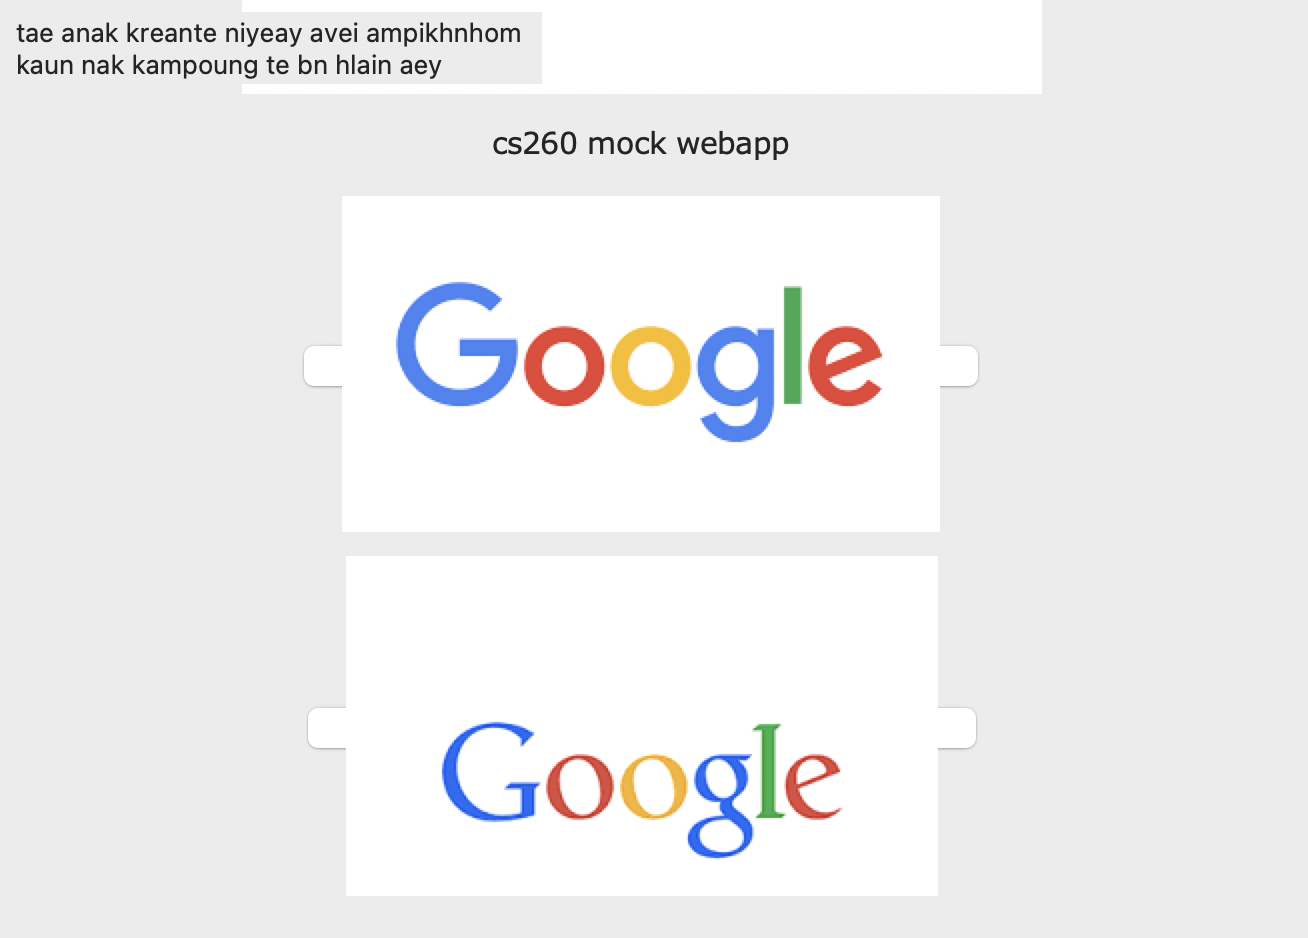 tae anak kreante niyeay avei ampikhnhom
kaun nak kampoung te bn hlain aey
cs260 mock webapp
Google
Google